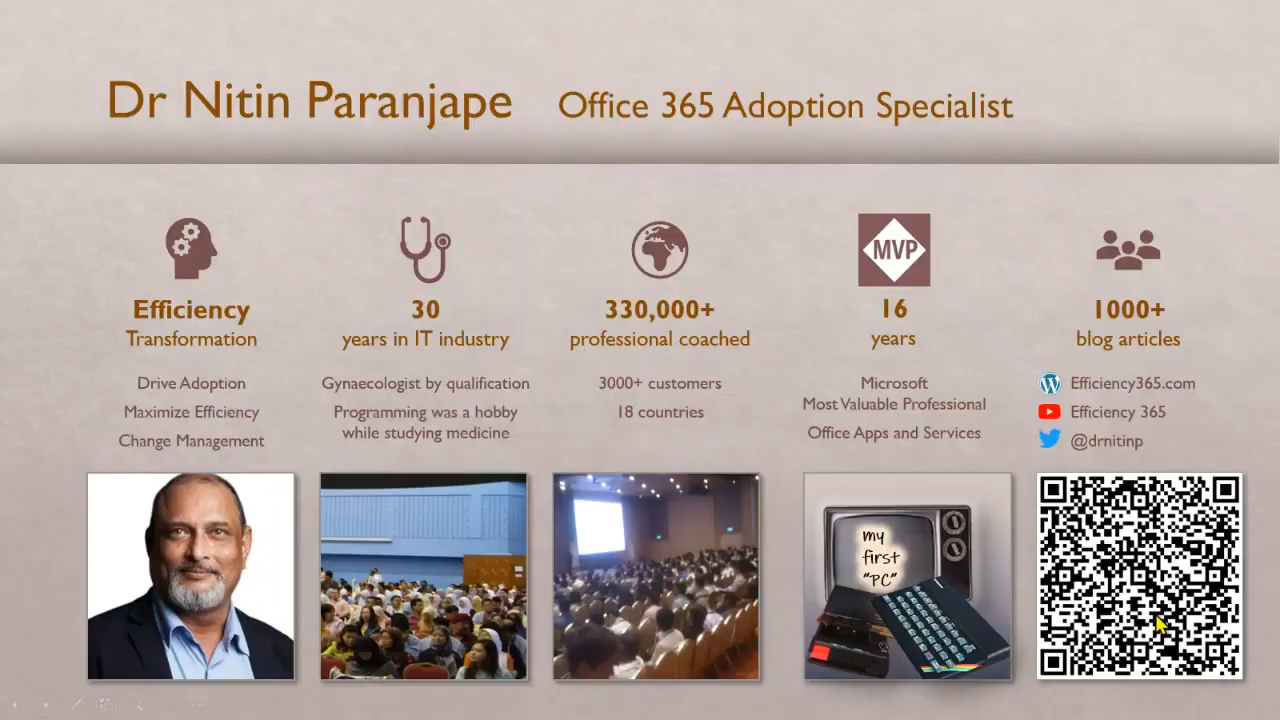 Dr Nitin Paranjape Office 365 Adoption Specialist
Efficiency
Transformation
Drive Adoption
Maximize Efficiency
Change Management
30
years in IT industry
Gynaecologist by qualification
Programming was a hobby
while studying medicine
330,000+
professional coached
3000+ customers
18 countries
MVP
16
years
Microsoft
Most Valuable Professional
Office Apps and Services
my
first
"PC"
1000+
blog articles
Efficiency365.com
Efficiency 365
@drnitinp